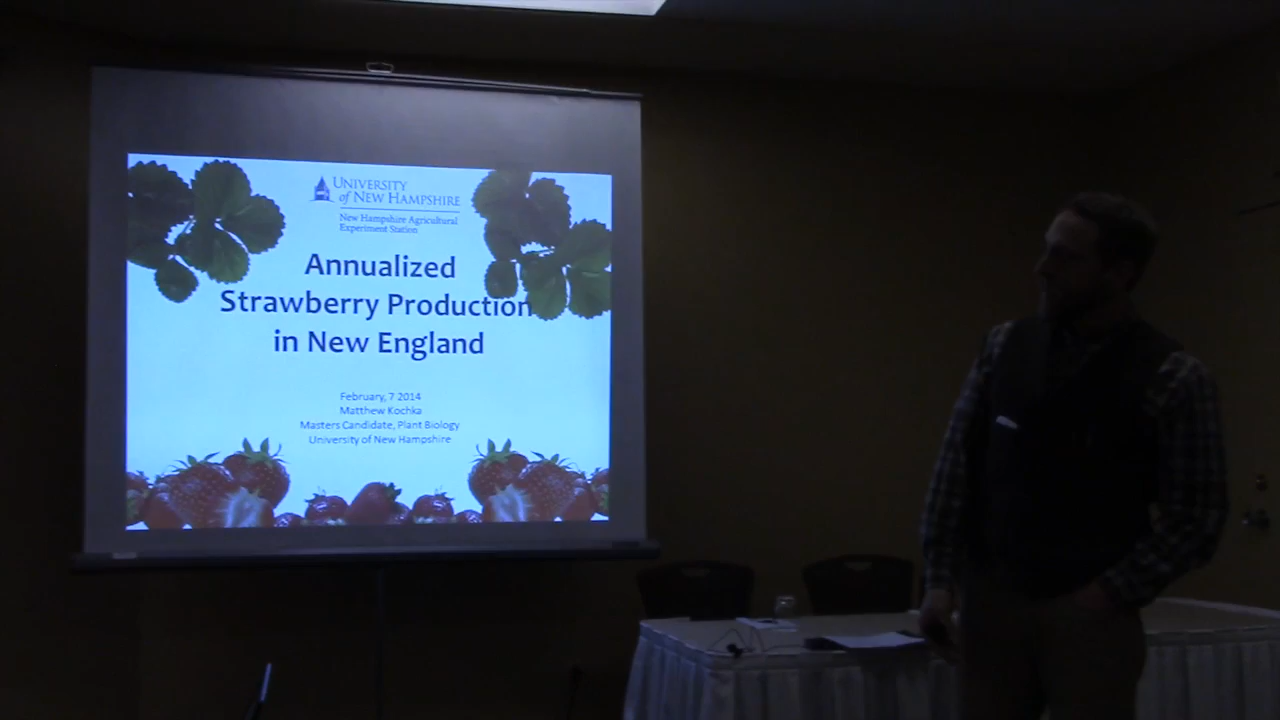 UNIVERSITY
of NEW HAMPSHIRE
New Hampshire Agricultural
Experiment Station
Annualized
Strawberry Production
in New England
February, 7 2014
Matthew Kochka
Masters Candidate, Plant Biology
University of New Hampshire